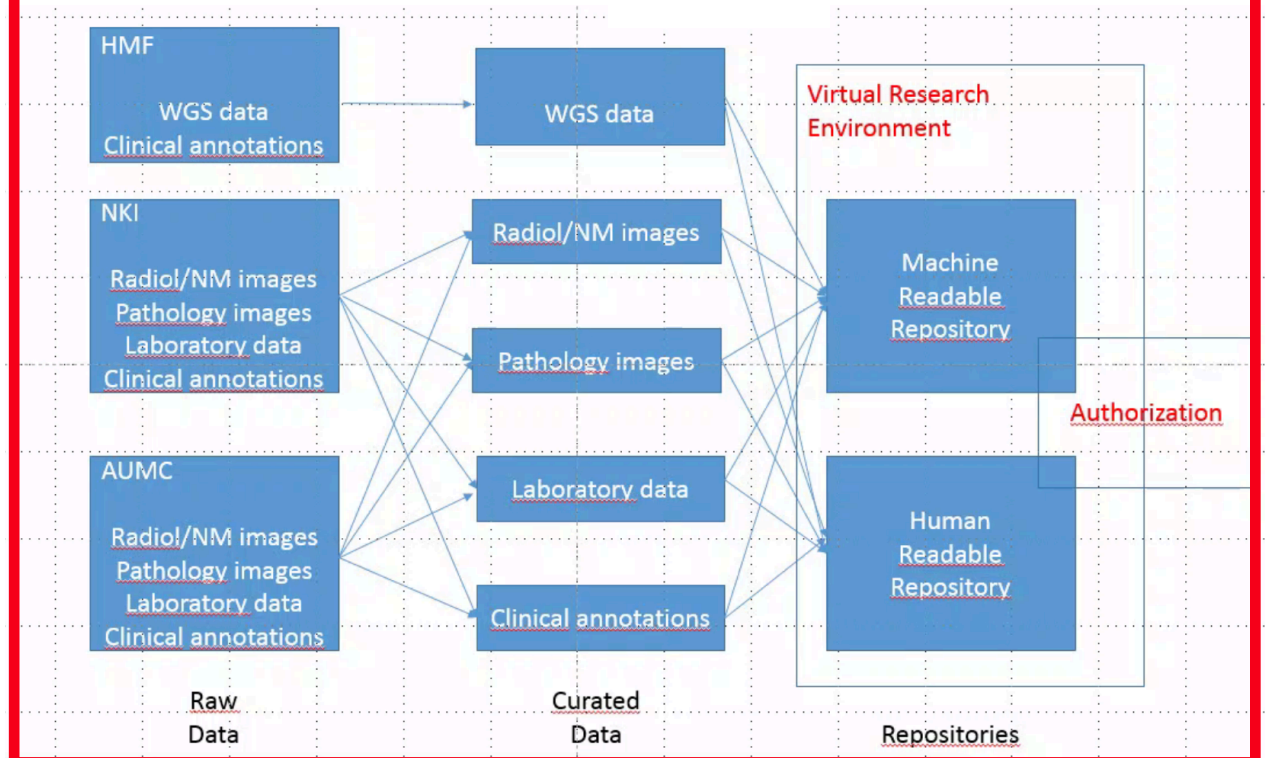 HMF
WGS data
Clinical annotations
NKI
Radiol/NM images
Pathology images
Laboratory data
Clinical annotations
AUMC
Radiol/NM images
Pathology images
Laboratory data
Clinical annotations
Raw
Data
WGS data
Radiol/NM images
Pathology images
Laboratory data
Clinical annotations
Curated
Data
Virtual Research
Environment
Machine
Readable
Repository
Authorization
Human
Readable
Repository
Repositories